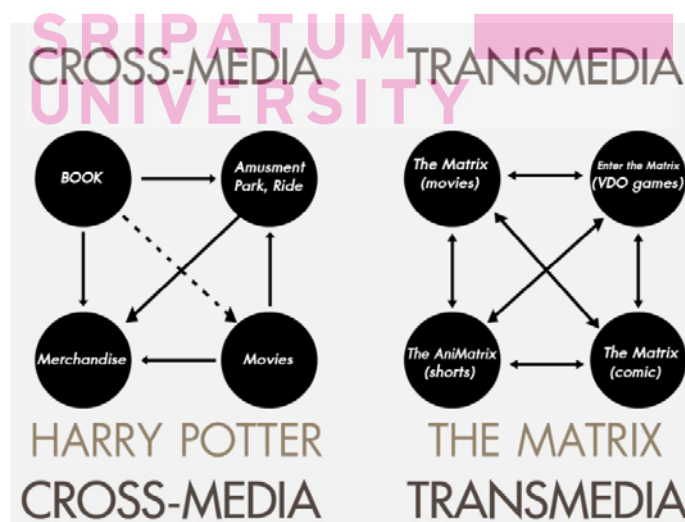 SRIPATUM
UNIVERSITY
CROSS-MEDIA
TRANSMEDIA
BOOK
Amusment
Park, Ride
Merchandise
Movies
The Matrix
(movies)
Enter the Matrix
(VDO games)
The AniMatrix
(shorts)
The Matrix
(comic)
HARRY POTTER
THE MATRIX
CROSS-MEDIA
TRANSMEDIA